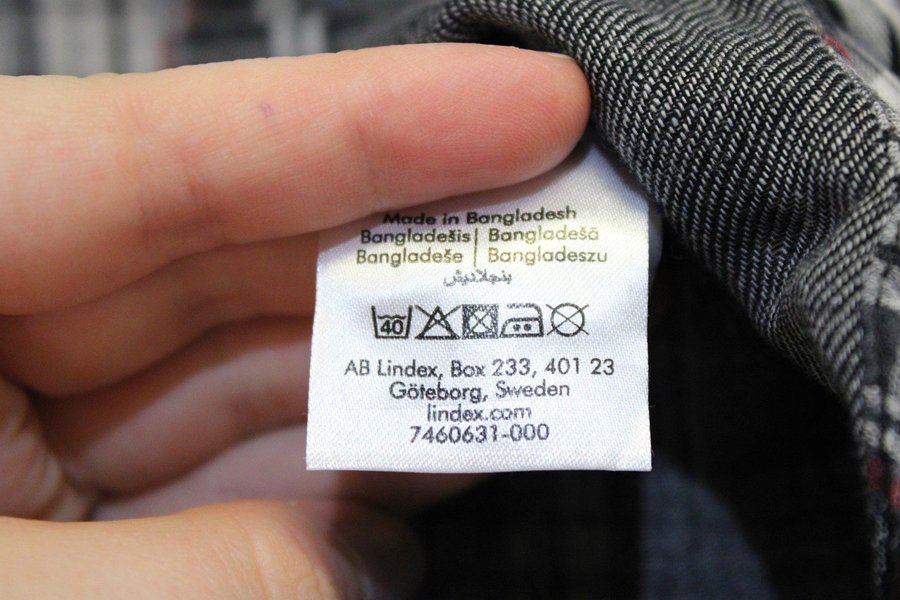 Made in Bangladesh
Bangladešis | Bangladešā
Bangladeše | Bangladeszu
بنجلاديش
40
AB Lindex, Box 233, 401 23
Göteborg, Sweden
lindex.com
7460631-000